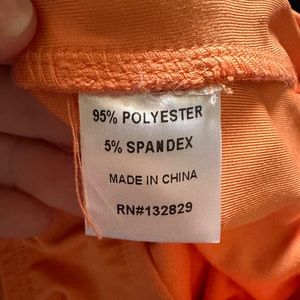 95% POLYESTER
5% SPANDEX
MADE IN CHINA
RN#132829